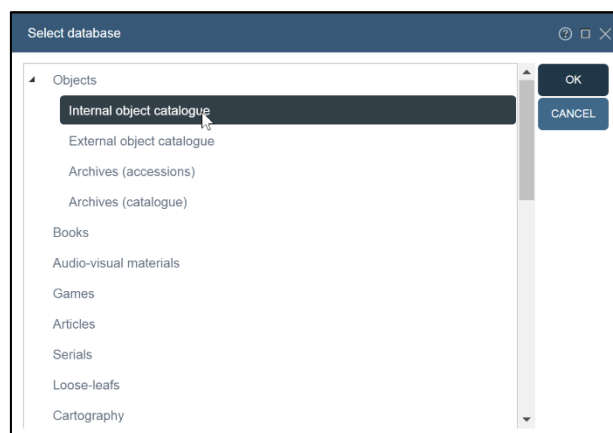 Select database
Objects
OK
Internal object catalogue
CANCEL
External object catalogue
Archives (accessions)
Archives (catalogue)
Books
Audio-visual materials
Games
Articles
Serials
Loose-leafs
Cartography